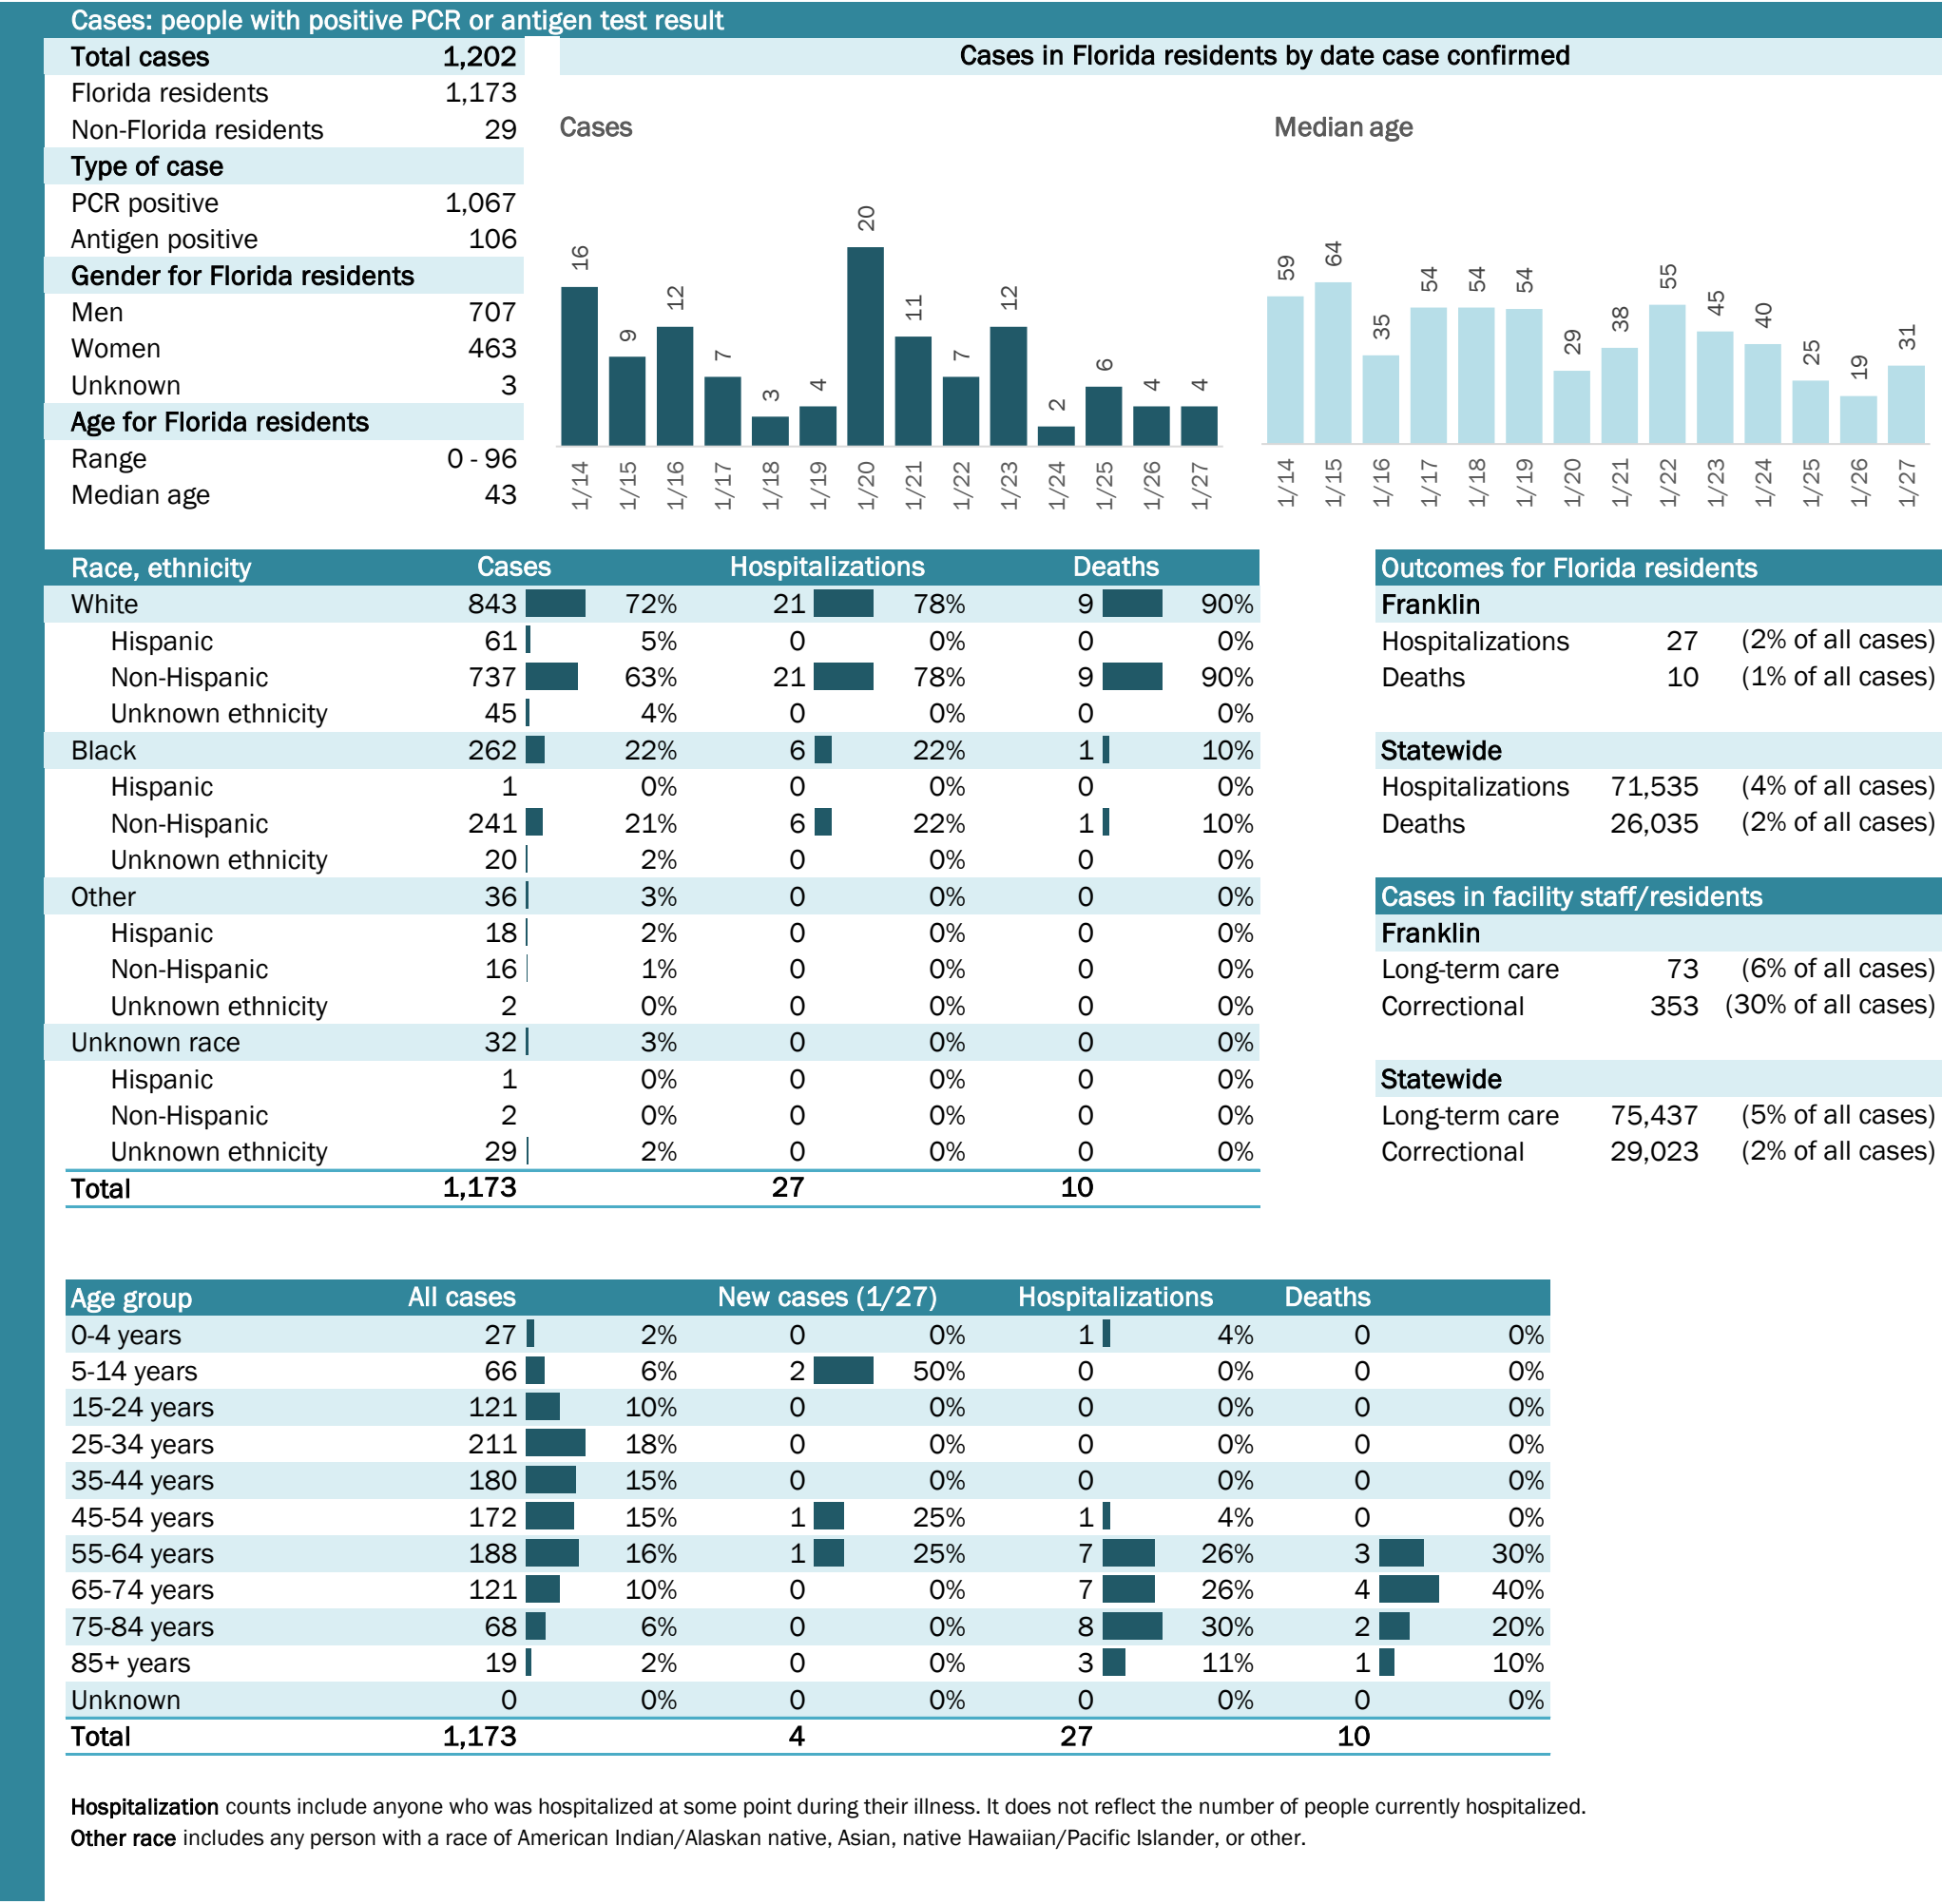 Cases: people with positive PCR or antigen test result
Total cases 1,202
Florida residents 1,173
Non-Florida residents 29
Type of case
PCR positive 1,067
Antigen positive 106
Gender for Florida residents
Men 707
Women 463
Unknown 3
Age for Florida residents
Range 0 - 96
Median age 43
Cases in Florida residents by date case confirmed
Cases
16 9 12 7 3 4 20 11 7 12 2 6 4 4
1/14 1/15 1/16 1/17 1/18 1/19 1/20 1/21 1/22 1/23 1/24 1/25 1/26 1/27
Median age
59 64 35 54 54 54 29 38 55 45 40 25 19 31
1/14 1/15 1/16 1/17 1/18 1/19 1/20 1/21 1/22 1/23 1/24 1/25 1/26 1/27
Race, ethnicity Cases Hospitalizations Deaths
White 843 72% 21 78% 9 90%
Hispanic 61 5% 0 0% 0 0%
Non-Hispanic 737 63% 21 78% 9 90%
Unknown ethnicity 45 4% 0 0% 0 0%
Black 262 22% 6 22% 1 10%
Hispanic 1 0% 0 0% 0 0%
Non-Hispanic 241 21% 6 22% 1 10%
Unknown ethnicity 20 2% 0 0% 0 0%
Other 36 3% 0 0% 0 0%
Hispanic 18 2% 0 0% 0 0%
Non-Hispanic 16 1% 0 0% 0 0%
Unknown ethnicity 2 0% 0 0% 0 0%
Unknown race 32 3% 0 0% 0 0%
Hispanic 1 0% 0 0% 0 0%
Non-Hispanic 2 0% 0 0% 0 0%
Unknown ethnicity 29 2% 0 0% 0 0%
Total 1,173 27 10
Outcomes for Florida residents
Franklin
Hospitalizations 27 (2% of all cases)
Deaths 10 (1% of all cases)
Statewide
Hospitalizations 71,535 (4% of all cases)
Deaths 26,035 (2% of all cases)
Cases in facility staff/residents
Franklin
Long-term care 73 (6% of all cases)
Correctional 353 (30% of all cases)
Statewide
Long-term care 75,437 (5% of all cases)
Correctional 29,023 (2% of all cases)
Age group All cases New cases (1/27) Hospitalizations Deaths
0-4 years 27 2% 0 0% 1 4% 0 0%
5-14 years 66 6% 2 50% 0 0% 0 0%
15-24 years 121 10% 0 0% 0 0% 0 0%
25-34 years 211 18% 0 0% 0 0% 0 0%
35-44 years 180 15% 0 0% 0 0% 0 0%
45-54 years 172 15% 1 25% 1 4% 0 0%
55-64 years 188 16% 1 25% 7 26% 3 30%
65-74 years 121 10% 0 0% 7 26% 4 40%
75-84 years 68 6% 0 0% 8 30% 2 20%
85+ years 19 2% 0 0% 3 11% 1 10%
Unknown 0 0% 0 0% 0 0% 0 0%
Total 1,173 4 27 10
Hospitalization counts include anyone who was hospitalized at some point during their illness. It does not reflect the number of people currently hospitalized.
Other race includes any person with a race of American Indian/Alaskan native, Asian, native Hawaiian/Pacific Islander, or other.